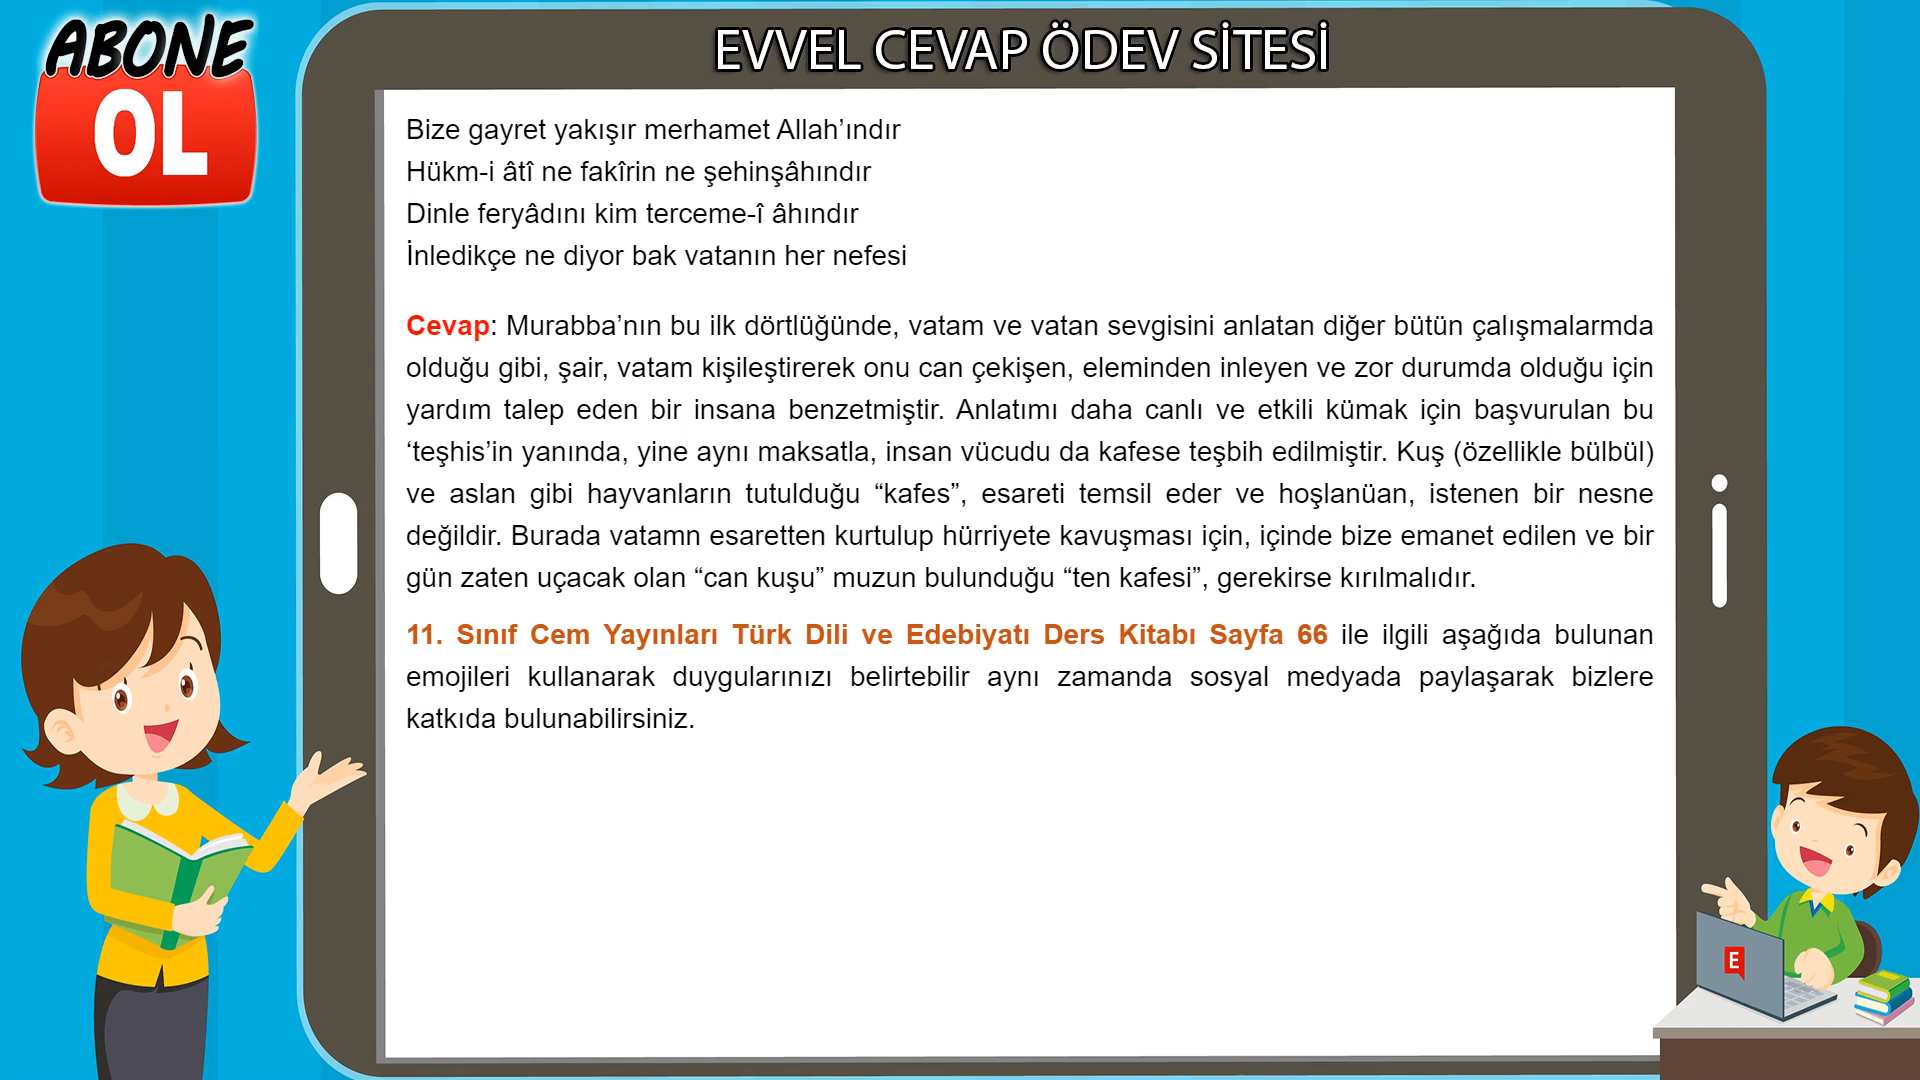 ABONE
OL
EVVEL CEVAP ÖDEV SİTESİ
Bize gayret yakışır merhamet Allah’ındır
Hükm-i âtî ne fakîrin ne şehinşâhındır
Dinle feryâdını kim terceme-î âhındır
İnledikçe ne diyor bak vatanın her nefesi
Cevap: Murabba’nın bu ilk dörtlüğünde, vatam ve vatan sevgisini anlatan diğer bütün çalışmalarmda
olduğu gibi, şair, vatam kişileştirerek onu can çekişen, eleminden inleyen ve zor durumda olduğu için
yardım talep eden bir insana benzetmiştir. Anlatımı daha canlı ve etkili kümak için başvurulan bu
‘teşhis’in yanında, yine aynı maksatla, insan vücudu da kafese teşbih edilmiştir. Kuş (özellikle bülbül)
ve aslan gibi hayvanların tutulduğu “kafes”, esareti temsil eder ve hoşlanüan, istenen bir nesne
değildir. Burada vatamn esaretten kurtulup hürriyete kavuşması için, içinde bize emanet edilen ve bir
gün zaten uçacak olan “can kuşu” muzun bulunduğu “ten kafesi”, gerekirse kırılmalıdır.
11. Sınıf Cem Yayınları Türk Dili ve Edebiyatı Ders Kitabı Sayfa 66 ile ilgili aşağıda bulunan
emojileri kullanarak duygularınızı belirtebilir aynı zamanda sosyal medyada paylaşarak bizlere
katkıda bulunabilirsiniz.
E